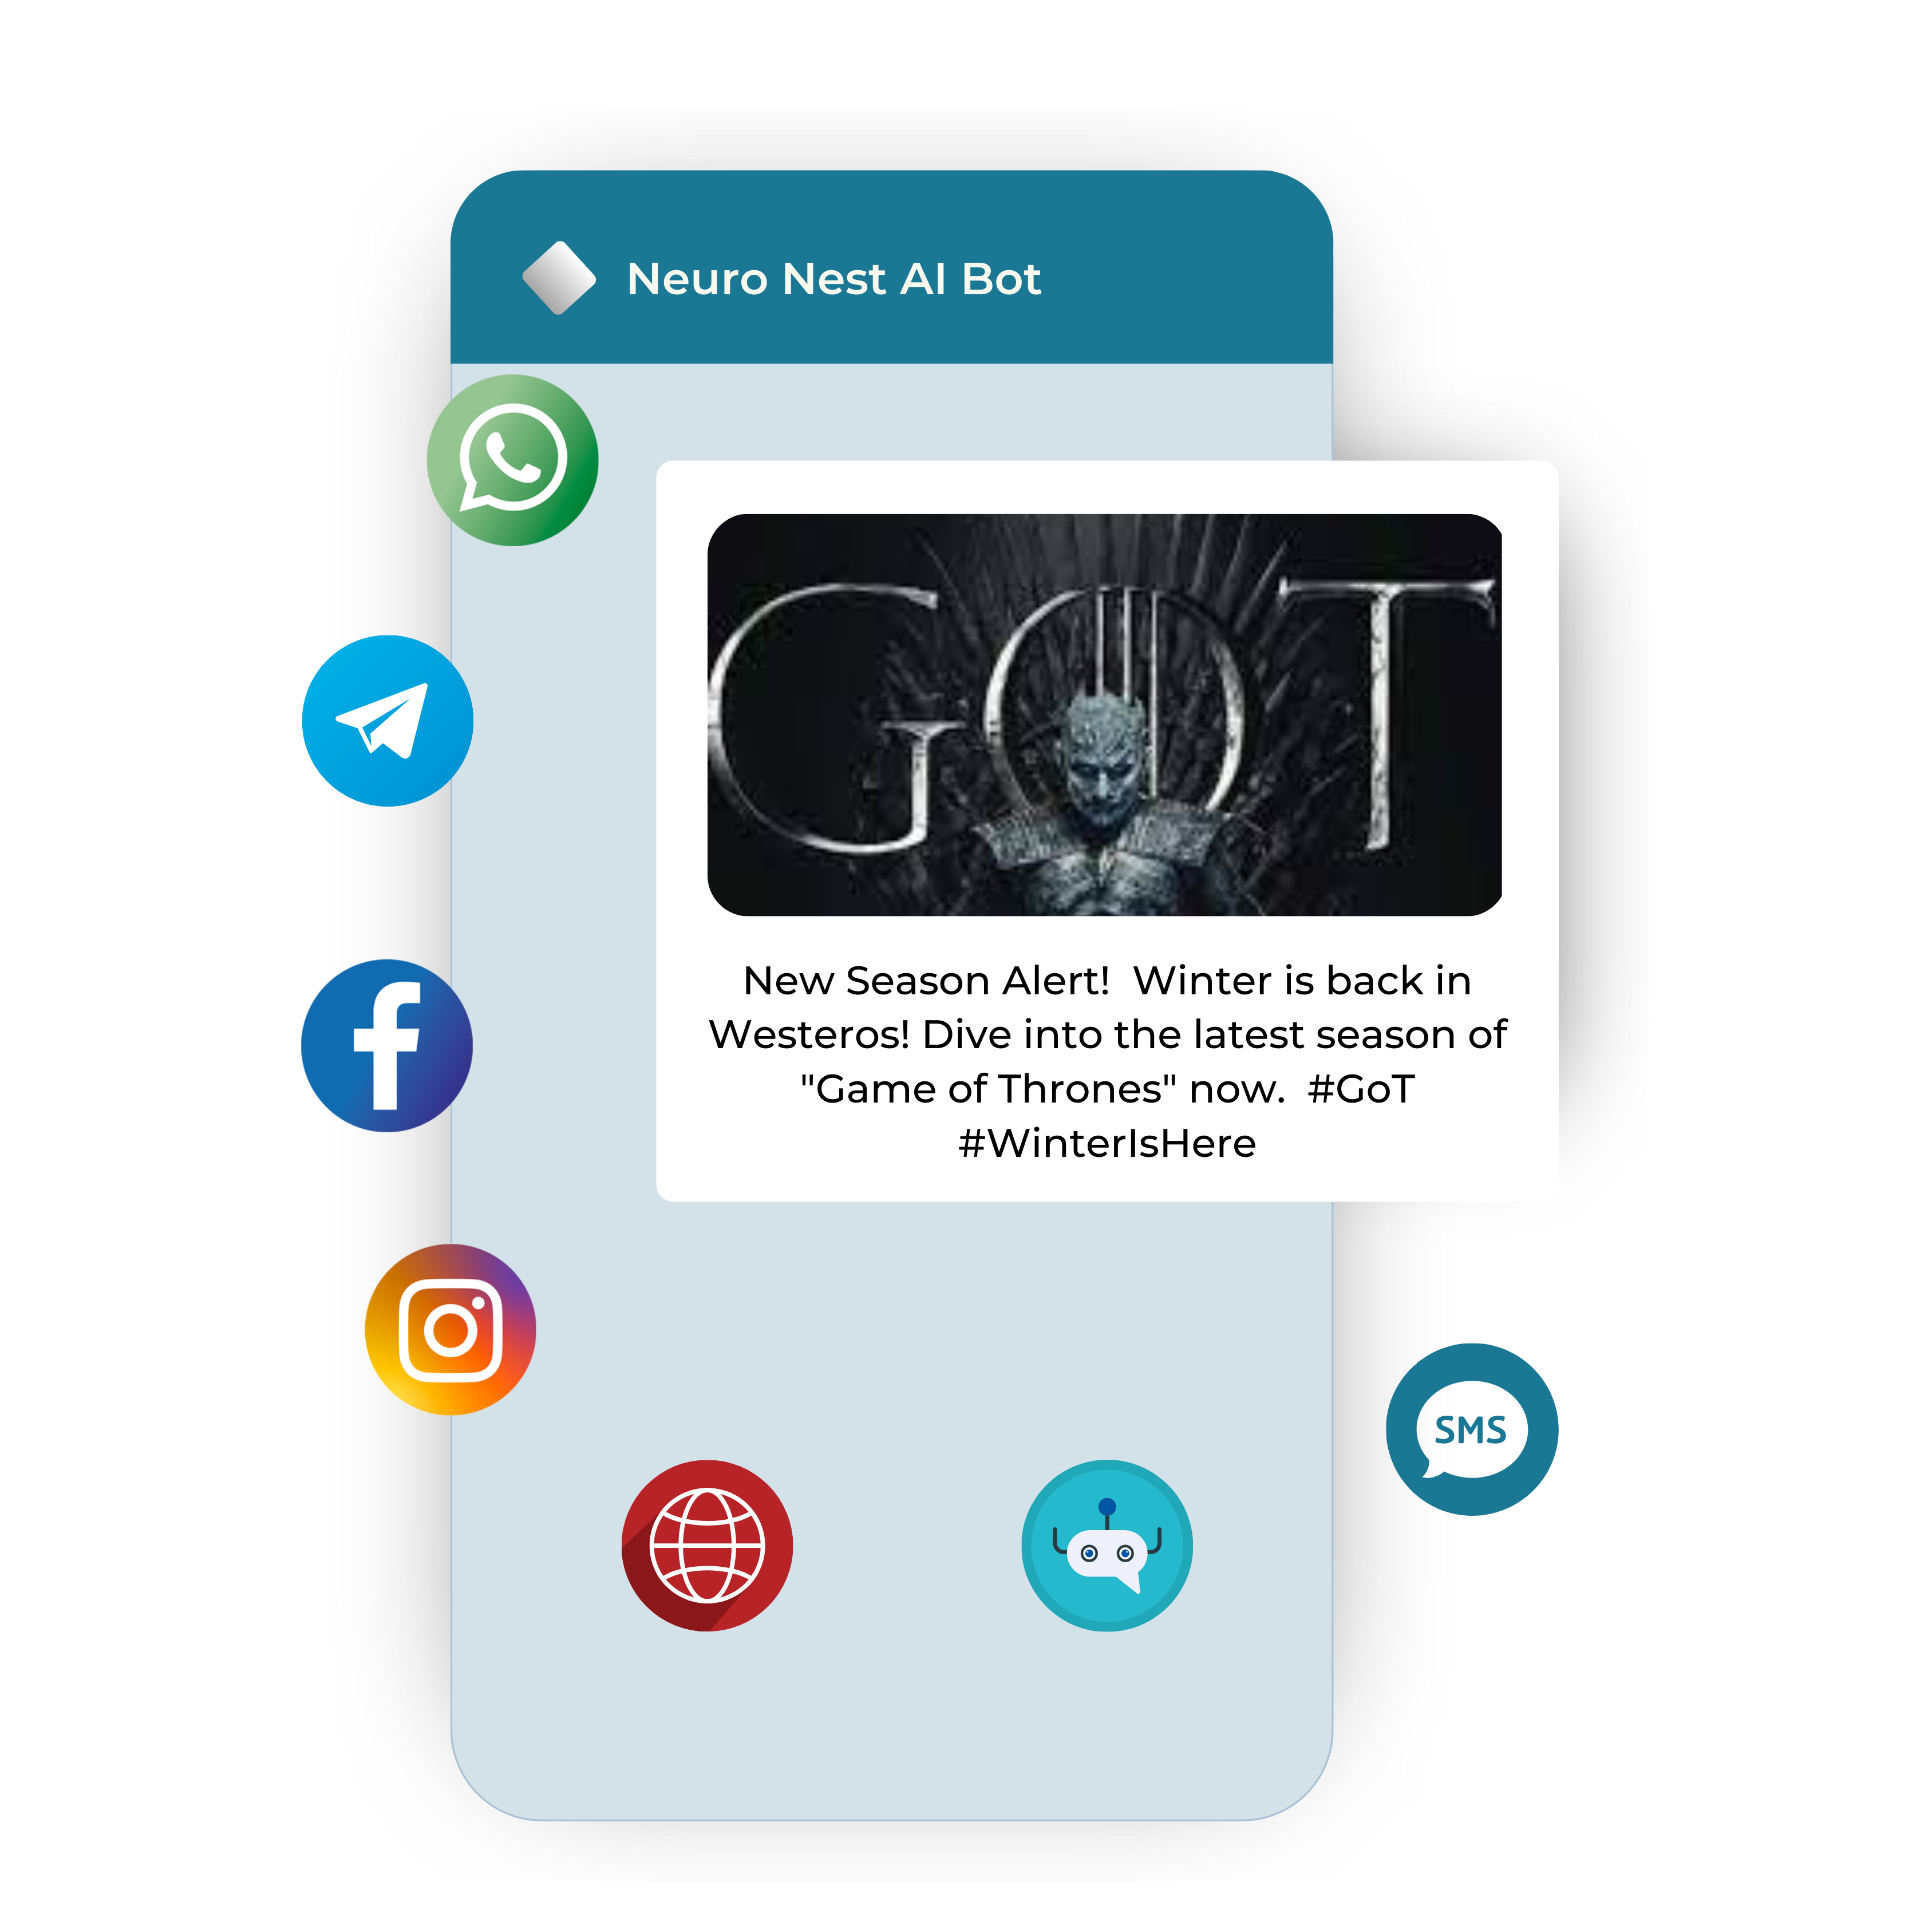 Neuro Nest AI Bot
GOT
New Season Alert!  Winter is back in
Westeros! Dive into the latest season of
"Game of Thrones" now.  #GoT
#WinterIsHere
SMS